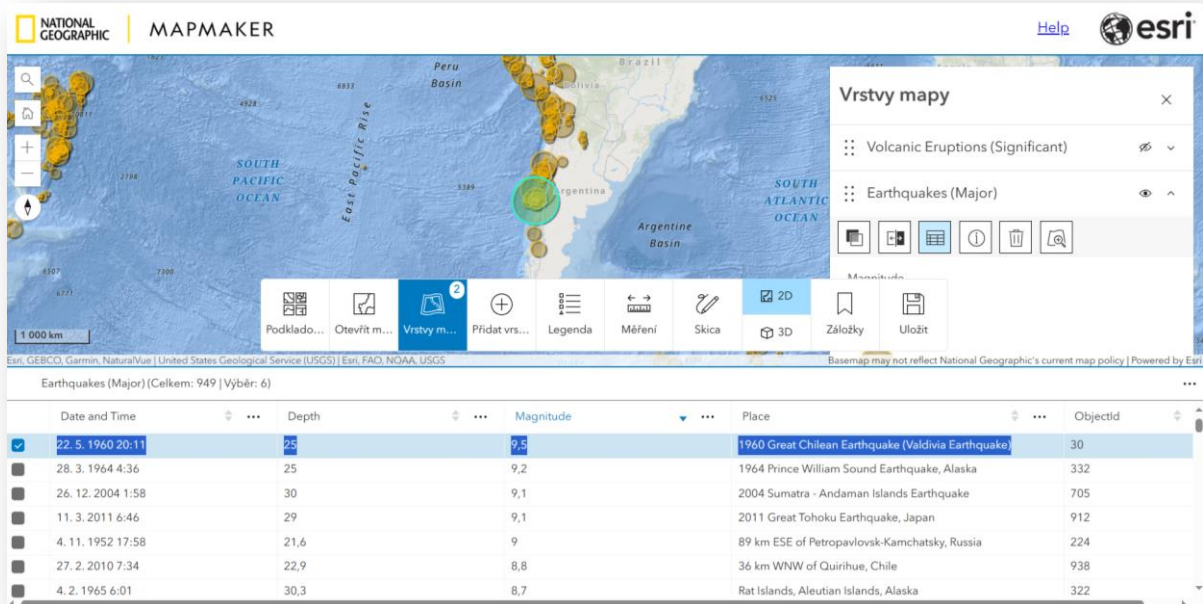 NATIONAL
GEOGRAPHIC
MAPMAKER
Help
esri
Peru
Basin
Brazil
Bolivia
6933
4928
East Pacific Rise
SOUTH
PACIFIC
OCEAN
2798
5389
Argentina
6525
SOUTH
ATLANTIC
OCEAN
Argentine
Basin
6507
7300
6771
1 000 km
Vrstvy mapy
Volcanic Eruptions (Significant)
Earthquakes (Major)
Magnitude
2
Podklado...
Otevřít m...
Vrstvy m...
Přidat vrs...
Legenda
Měření
Skica
2D
3D
Záložky
Uložit
Esri, GEBCO, Garmin, NaturalVue | United States Geological Service (USGS) | Esri, FAO, NOAA, USGS
Basemap may not reflect National Geographic's current map policy | Powered by Esri
Earthquakes (Major) (Celkem: 949 | Výběr: 6)
Date and Time Depth Magnitude Place ObjectId
22. 5. 1960 20:11 25 9,5 1960 Great Chilean Earthquake (Valdivia Earthquake) 30
28. 3. 1964 4:36 25 9,2 1964 Prince William Sound Earthquake, Alaska 332
26. 12. 2004 1:58 30 9,1 2004 Sumatra - Andaman Islands Earthquake 705
11. 3. 2011 6:46 29 9,1 2011 Great Tohoku Earthquake, Japan 912
4. 11. 1952 17:58 21,6 9 89 km ESE of Petropavlovsk-Kamchatsky, Russia 224
27. 2. 2010 7:34 22,9 8,8 36 km WNW of Quirihue, Chile 938
4. 2. 1965 6:01 30,3 8,7 Rat Islands, Aleutian Islands, Alaska 322